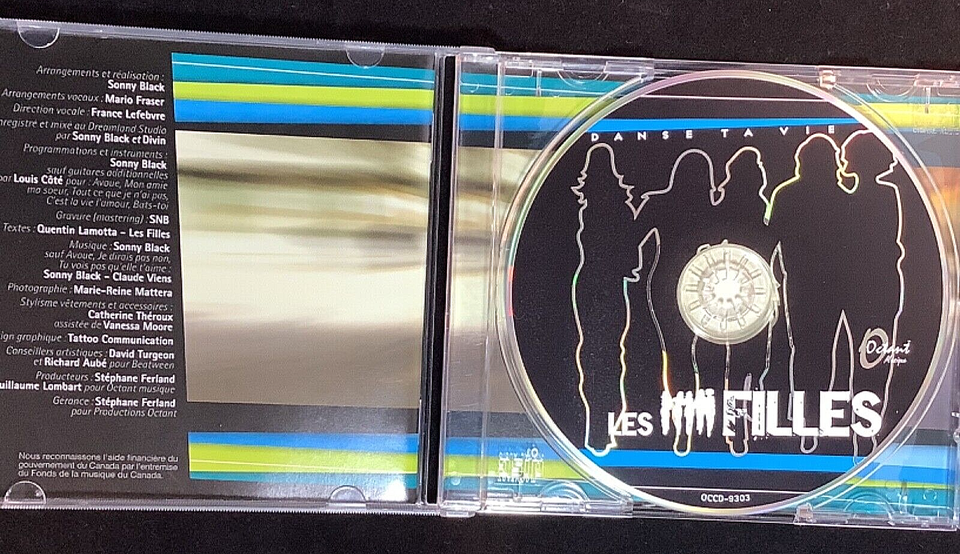 Arrangements et réalisation :
Sonny Black
Arrangements vocaux : Mario Fraser
Direction vocale : France Lefebvre
nregistré et mixé au Dreamland Studio
par Sonny Black et Divin
Programmations et instruments :
Sonny Black
sauf guitares additionnelles
par Louis Côté pour : Avoue, Mon amie
ma soeur, Tout ce que je n'ai pas,
C'est la vie l'amour, Bats-toi
Gravure (mastering) : SNB
Textes : Quentin Lamotta – Les Filles
Musique : Sonny Black
sauf Avoue, Je dirais pas non,
Tu vois pas qu'elle t'aime :
Sonny Black – Claude Viens
Photographie : Marie-Reine Mattera
Stylisme vêtements et accessoires :
Catherine Théroux
assistée de Vanessa Moore
ign graphique : Tattoo Communication
Conseillers artistiques : David Turgeon
et Richard Aubé pour Beatween
Producteurs : Stéphane Ferland
uillaume Lombart pour Octant musique
Gérance : Stéphane Ferland
pour Productions Octant
Nous reconnaissons l'aide financière du
gouvernement du Canada par l'entremise
du Fonds de la musique du Canada.
DANSE TA VIE
Octant
Musique
LES FILLES
OCCD-9303